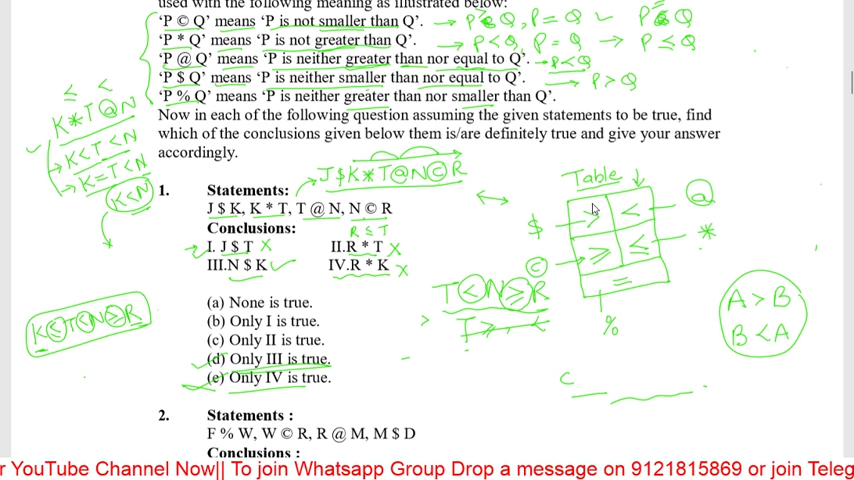 used with the following meaning as illustrated below:
'P © Q' means 'P is not smaller than Q'. → P>Q, P=Q P≥Q
'P * Q' means 'P is not greater than Q'. → P<Q, P=Q → P≤Q
'P @ Q' means 'P is neither greater than nor equal to Q'. → P<Q
'P $ Q' means 'P is neither smaller than nor equal to Q'. → P>Q
'P % Q' means 'P is neither greater than nor smaller than Q'.
Now in each of the following question assuming the given statements to be true, find
which of the conclusions given below them is/are definitely true and give your answer
accordingly.
≤ <
K*T@N
→ K<T<N
→ K=T<N
K<N
J$K*T@N©R
1. Statements:
J $ K, K * T, T @ N, N © R
Conclusions: R≤T
I. J $ T X II.R * T X
III.N $ K ✓ IV.R * K X
Table
> <
≥ ≤
=
$
©
@
*
%
T<N≥R
(a) None is true.
(b) Only I is true.
(c) Only II is true.
(d) Only III is true.
(e) Only IV is true.
K≤T<N≥R
A>B
B<A
2. Statements :
F % W, W © R, R @ M, M $ D
Conclusions :
r YouTube Channel Now|| To join Whatsapp Group Drop a message on 9121815869 or join Teleg